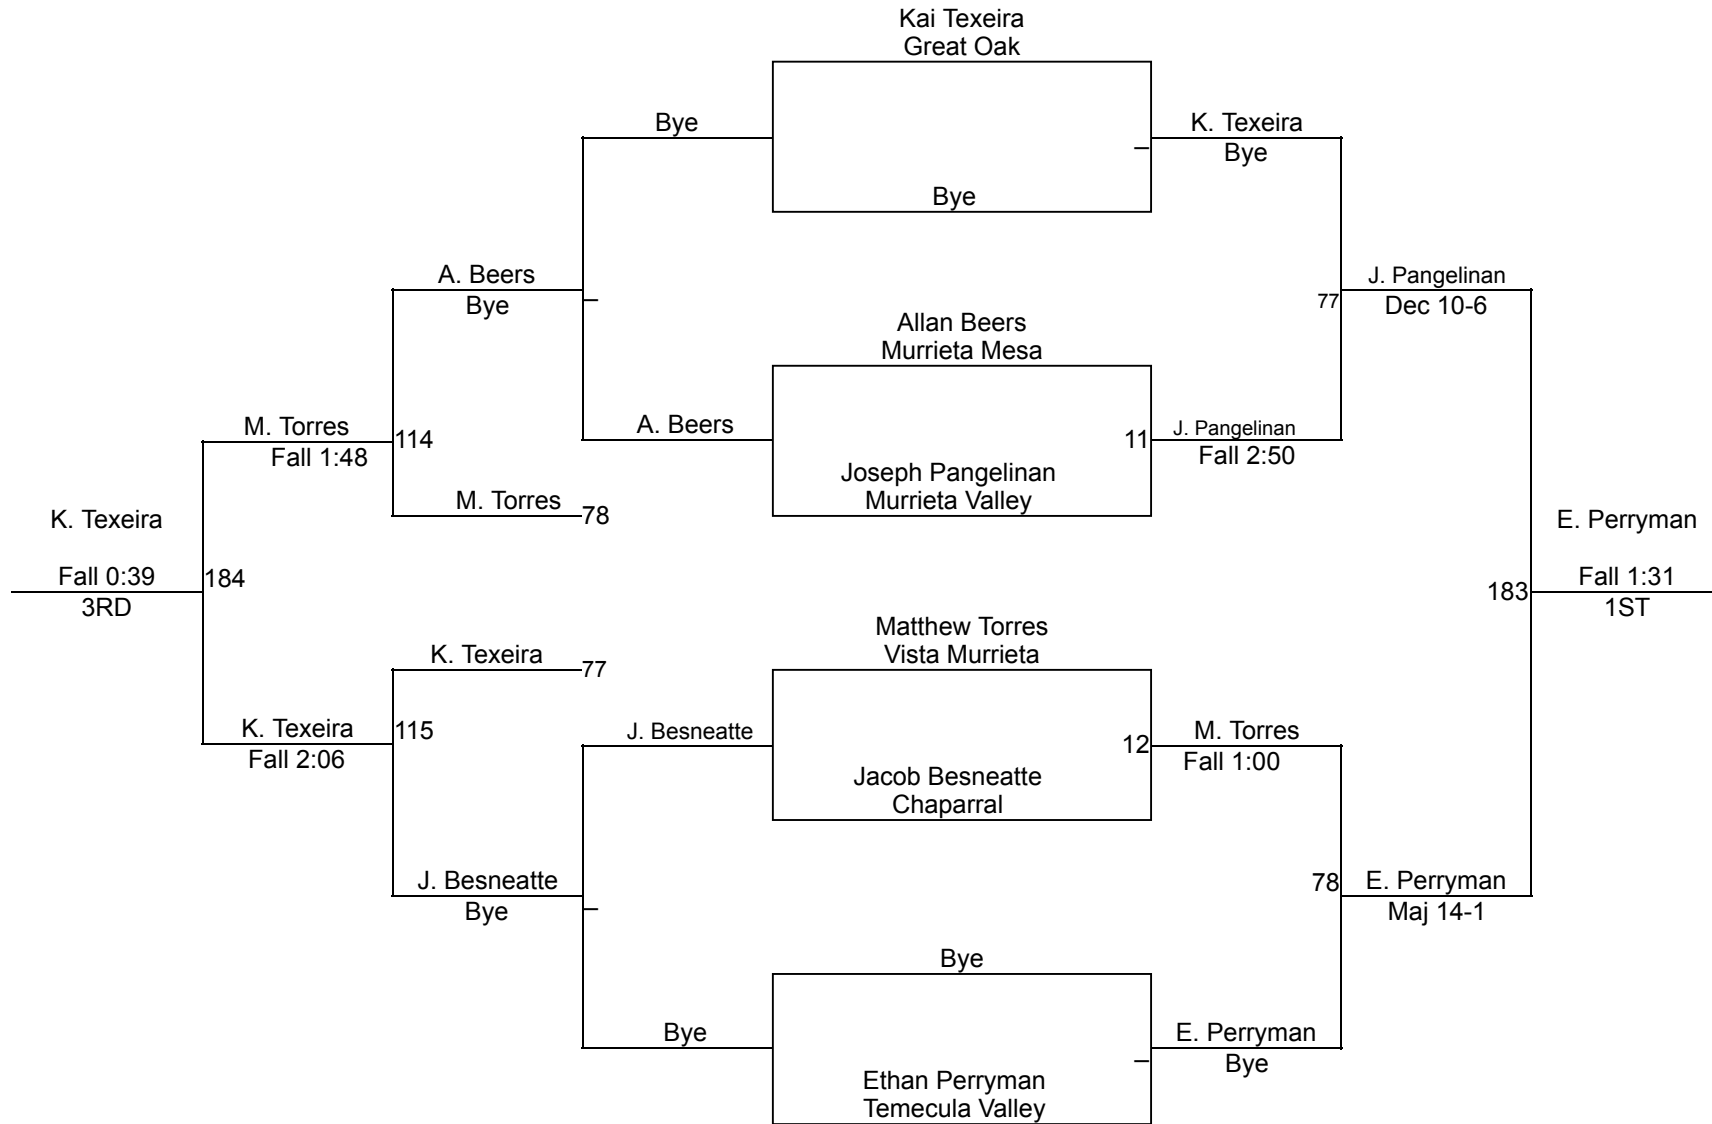 Kai Texeira
Great Oak
Bye
K. Texeira
Bye
Bye
A. Beers
Bye
J. Pangelinan
77
Dec 10-6
Allan Beers
Murrieta Mesa
M. Torres
114
Fall 1:48
A. Beers
11
J. Pangelinan
Fall 2:50
Joseph Pangelinan
Murrieta Valley
M. Torres
78
K. Texeira
E. Perryman
Fall 0:39
184
3RD
183
Fall 1:31
1ST
Matthew Torres
Vista Murrieta
K. Texeira
77
K. Texeira
115
Fall 2:06
J. Besneatte
12
M. Torres
Fall 1:00
Jacob Besneatte
Chaparral
J. Besneatte
Bye
78
E. Perryman
Maj 14-1
Bye
Bye
E. Perryman
Bye
Ethan Perryman
Temecula Valley